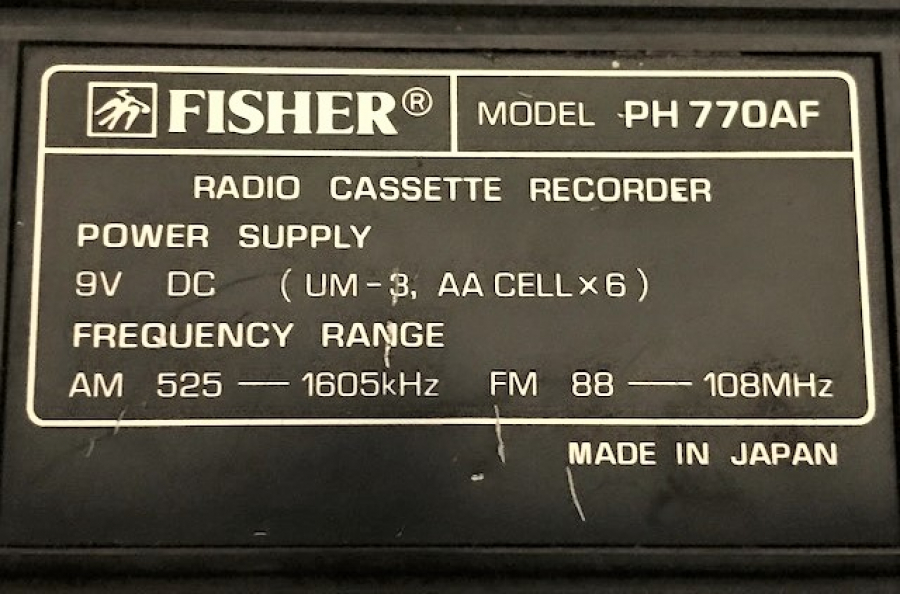 FISHER® MODEL PH 770AF
RADIO CASSETTE RECORDER
POWER SUPPLY
9V DC (UM-3, AA CELL×6)
FREQUENCY RANGE
AM 525 — 1605kHz FM 88 — 108MHz
MADE IN JAPAN